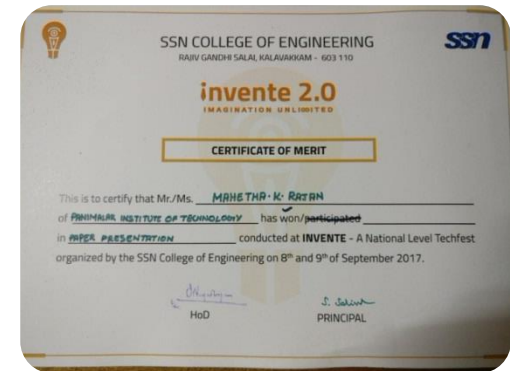 SSN COLLEGE OF ENGINEERING
RAJIV GANDHI SALAI, KALAVAKKAM - 603 110
ssn
invente 2.0
IMAGINATION UNLIMITED
CERTIFICATE OF MERIT
This is to certify that Mr./Ms. MAHETHA·K·RAJAN
of PANIMALAR INSTITUTE OF TECHNOLOGY has won/participated
in PAPER PRESENTATION conducted at INVENTE - A National Level Techfest
organized by the SSN College of Engineering on 8th and 9th of September 2017.
HoD
PRINCIPAL